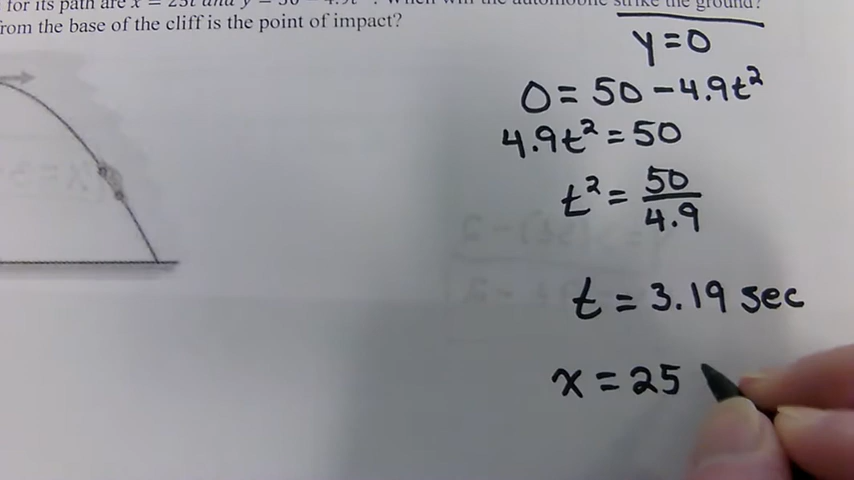 for its path are x = 25t and y = 50 − 4.9t². When will the automobile strike the ground?
from the base of the cliff is the point of impact?
y=0
0=50-4.9t²
4.9t²=50
t²=50/4.9
t=3.19 sec
x=25